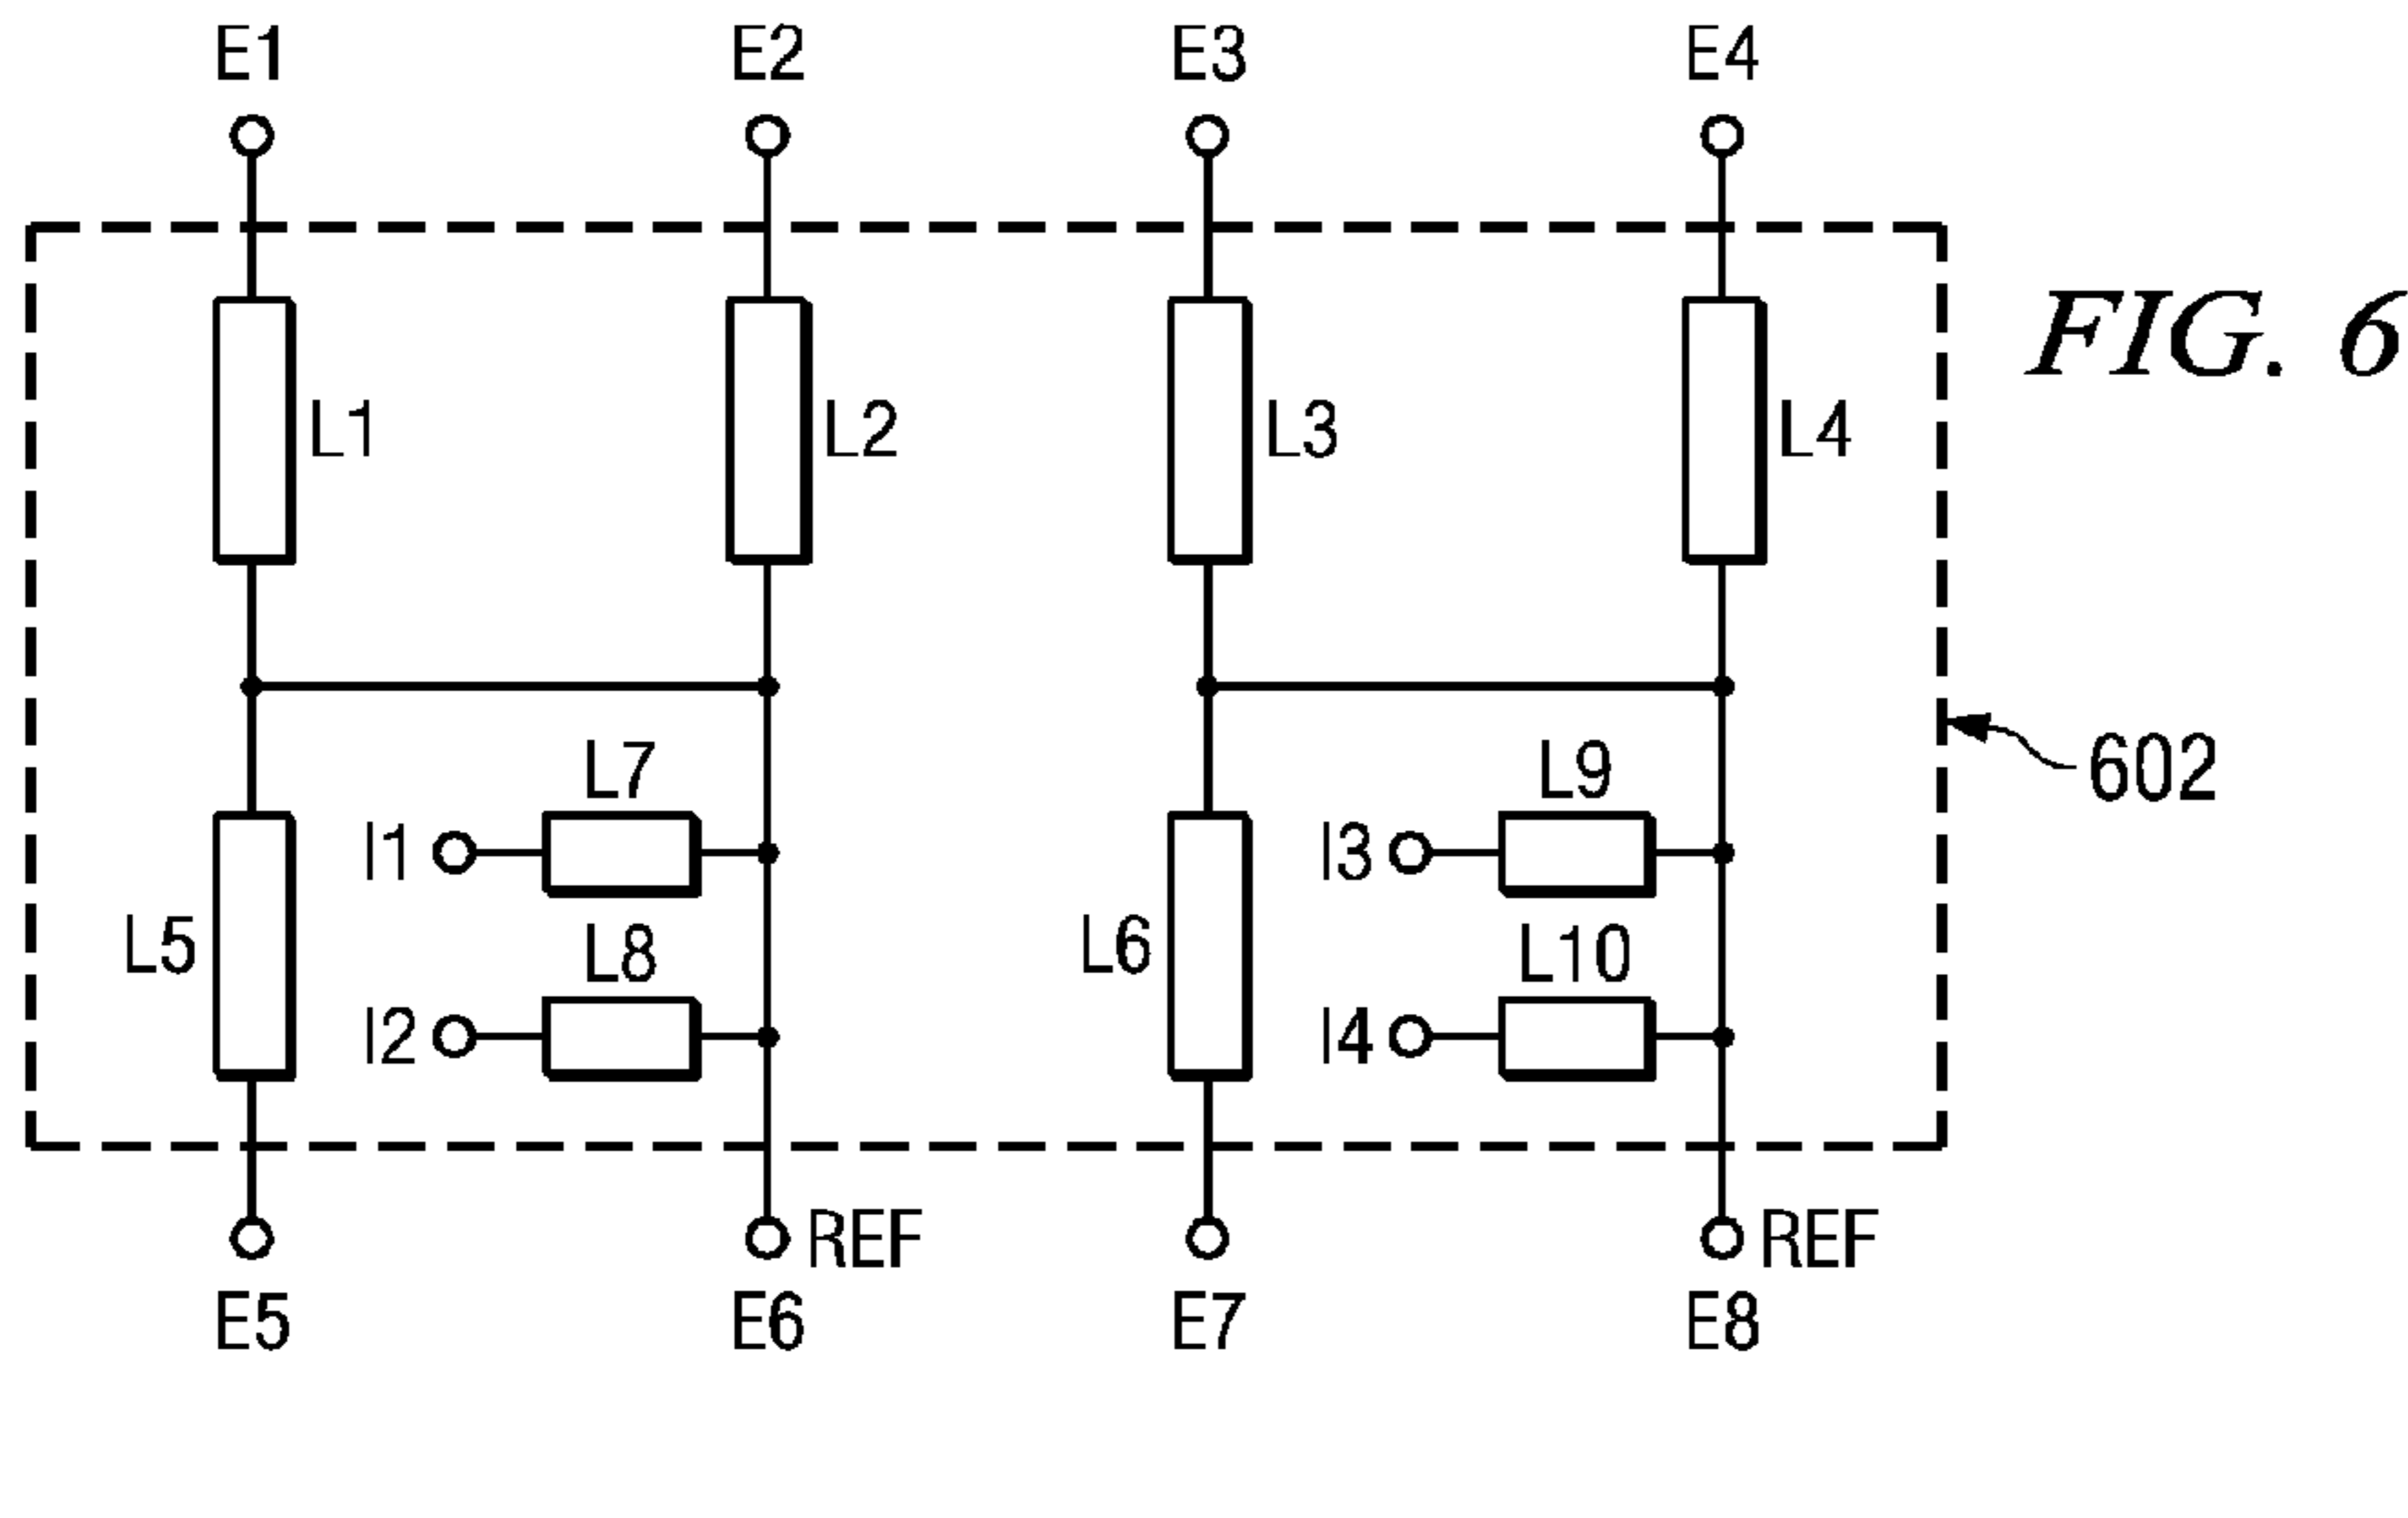 E1 E2 E3 E4
FIG. 6
L1 L2 L3 L4
L7 L9
602
I1 I3
L5 L8 L6 L10
I2 I4
REF REF
E5 E6 E7 E8